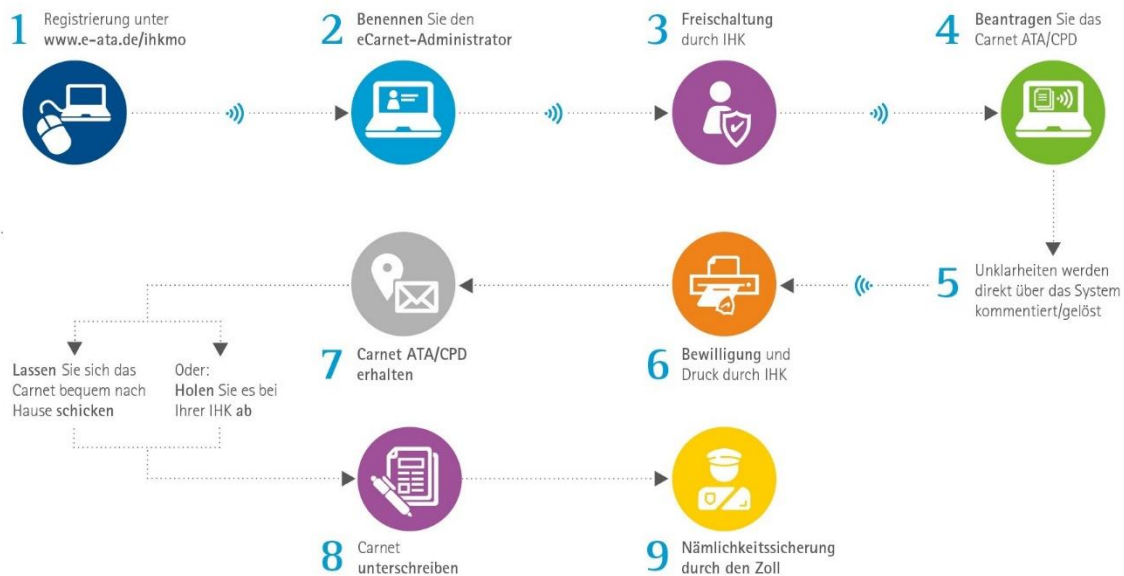 1
Registrierung unter
www.e-ata.de/ihkmo
2
Benennen Sie den
eCarnet-Administrator
3
Freischaltung
durch IHK
4
Beantragen Sie das
Carnet ATA/CPD
5
Unklarheiten werden
direkt über das System
kommentiert/gelöst
6
Bewilligung und
Druck durch IHK
7
Carnet ATA/CPD
erhalten
Lassen Sie sich das
Carnet bequem nach
Hause schicken
Oder:
Holen Sie es bei
Ihrer IHK ab
8
Carnet
unterschreiben
9
Nämlichkeitssicherung
durch den Zoll